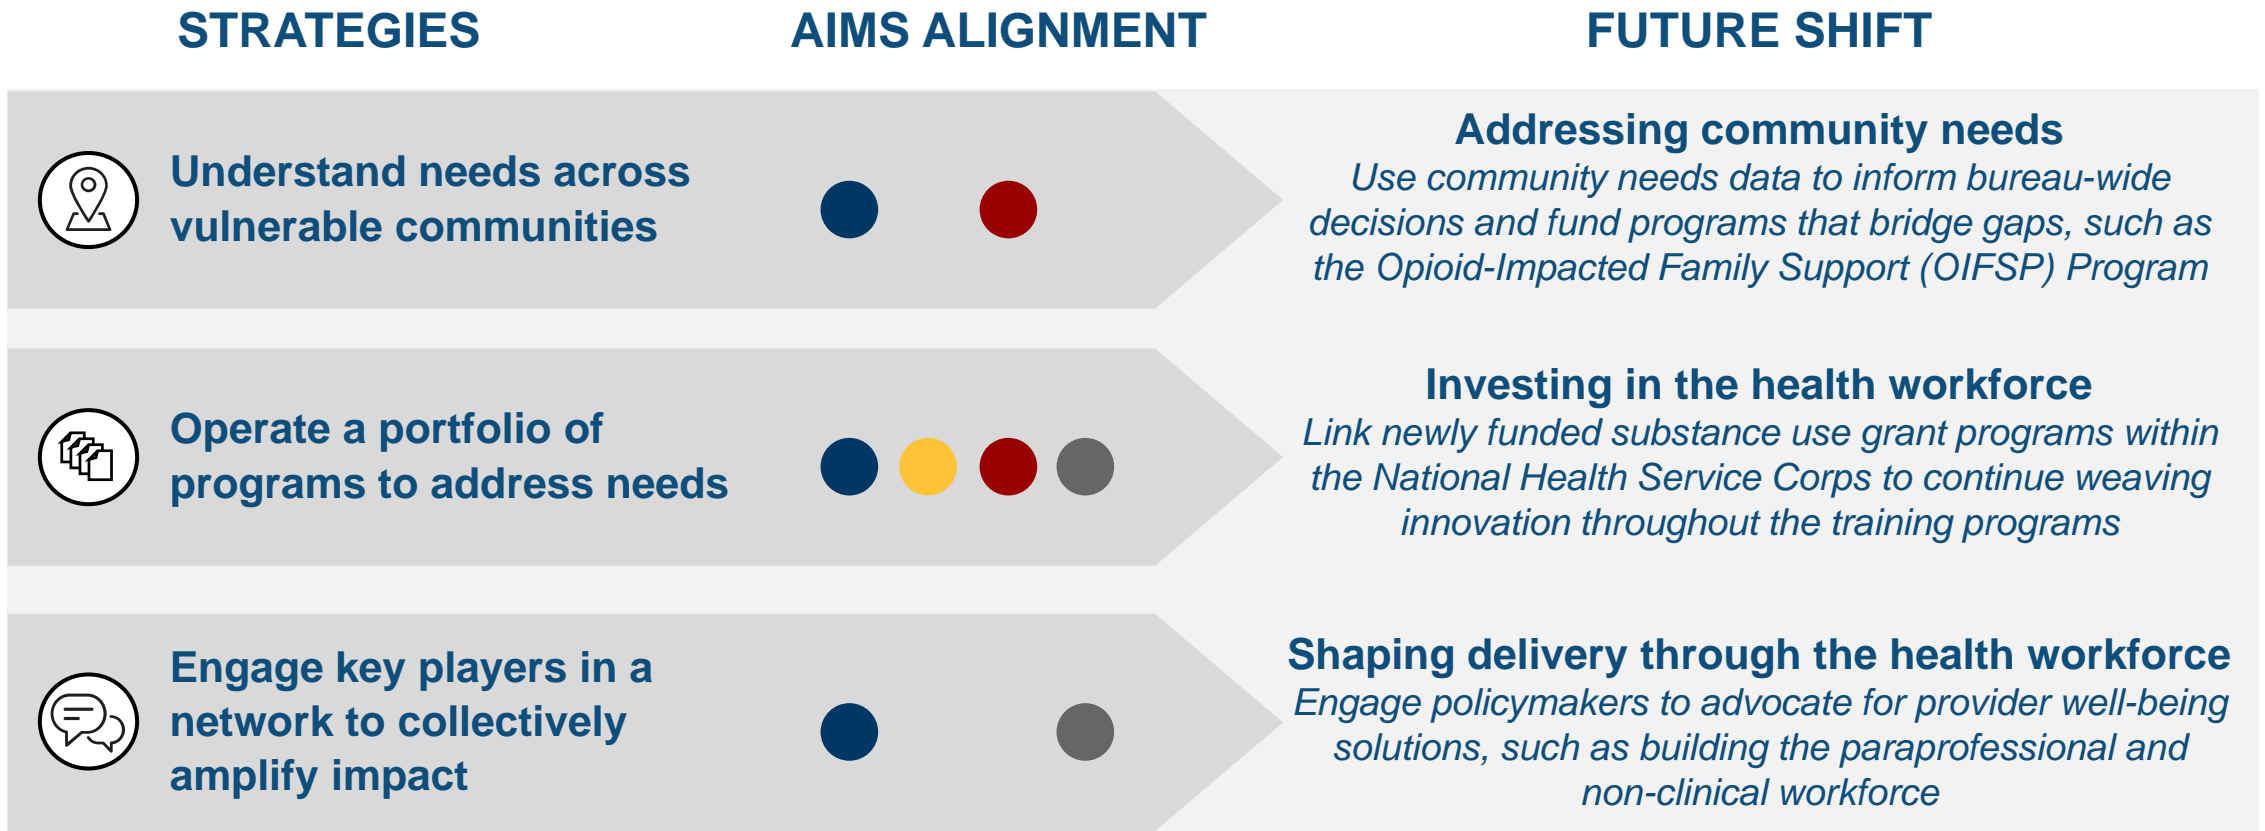 STRATEGIES
AIMS ALIGNMENT
FUTURE SHIFT
Understand needs across
vulnerable communities
Addressing community needs
Use community needs data to inform bureau-wide
decisions and fund programs that bridge gaps, such as
the Opioid-Impacted Family Support (OIFSP) Program
Operate a portfolio of
programs to address needs
Investing in the health workforce
Link newly funded substance use grant programs within
the National Health Service Corps to continue weaving
innovation throughout the training programs
Engage key players in a
network to collectively
amplify impact
Shaping delivery through the health workforce
Engage policymakers to advocate for provider well-being
solutions, such as building the paraprofessional and
non-clinical workforce